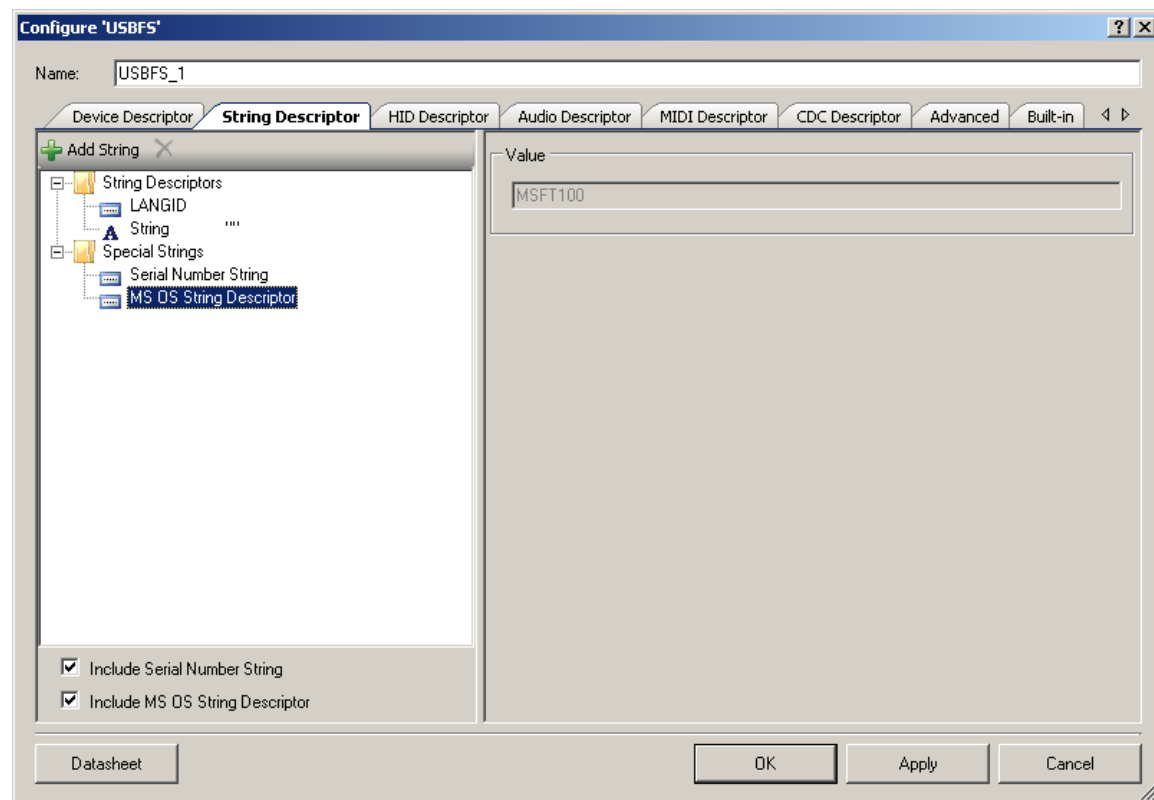 Configure 'USBFS'
Name: USBFS_1
Device Descriptor String Descriptor HID Descriptor Audio Descriptor MIDI Descriptor CDC Descriptor Advanced Built-in
Add String
Value
String Descriptors
MSFT100
LANGID
String ""
Special Strings
Serial Number String
MS OS String Descriptor
Include Serial Number String
Include MS OS String Descriptor
Datasheet OK Apply Cancel